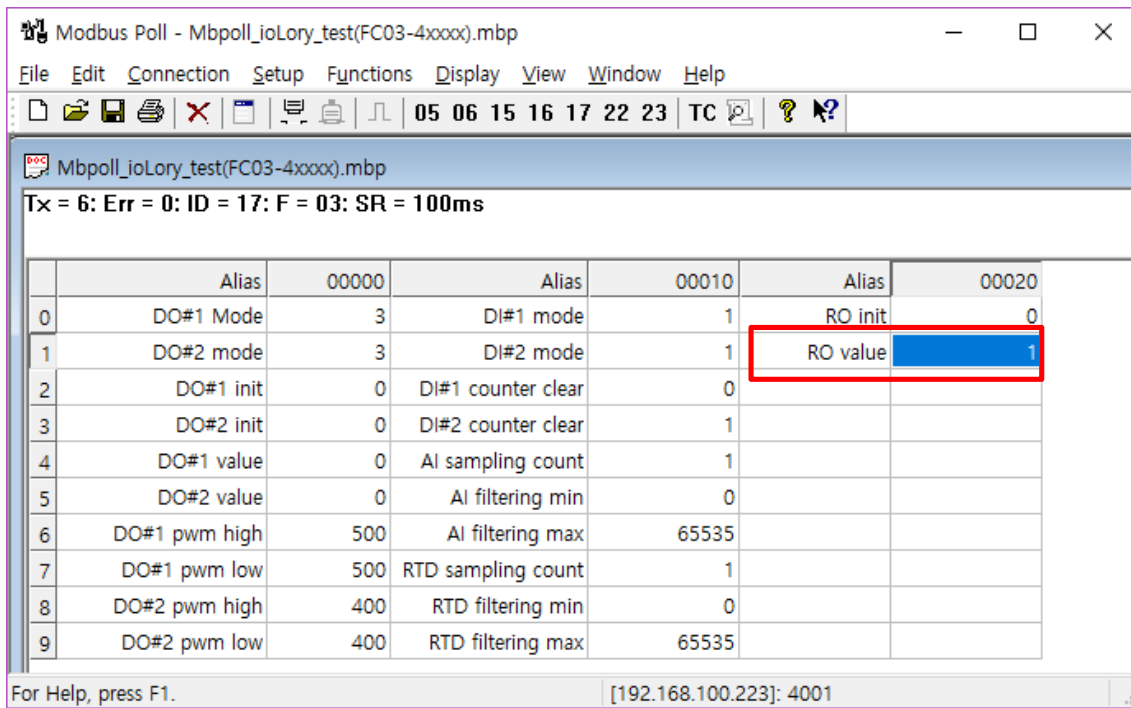 Modbus Poll - Mbpoll_ioLory_test(FC03-4xxxx).mbp
File Edit Connection Setup Functions Display View Window Help
05 06 15 16 17 22 23 TC
DOC Mbpoll_ioLory_test(FC03-4xxxx).mbp
Tx = 6: Err = 0: ID = 17: F = 03: SR = 100ms
Alias 00000 Alias 00010 Alias 00020
0 DO#1 Mode 3 DI#1 mode 1 RO init 0
1 DO#2 mode 3 DI#2 mode 1 RO value 1
2 DO#1 init 0 DI#1 counter clear 0
3 DO#2 init 0 DI#2 counter clear 1
4 DO#1 value 0 AI sampling count 1
5 DO#2 value 0 AI filtering min 0
6 DO#1 pwm high 500 AI filtering max 65535
7 DO#1 pwm low 500 RTD sampling count 1
8 DO#2 pwm high 400 RTD filtering min 0
9 DO#2 pwm low 400 RTD filtering max 65535
For Help, press F1. [192.168.100.223]: 4001